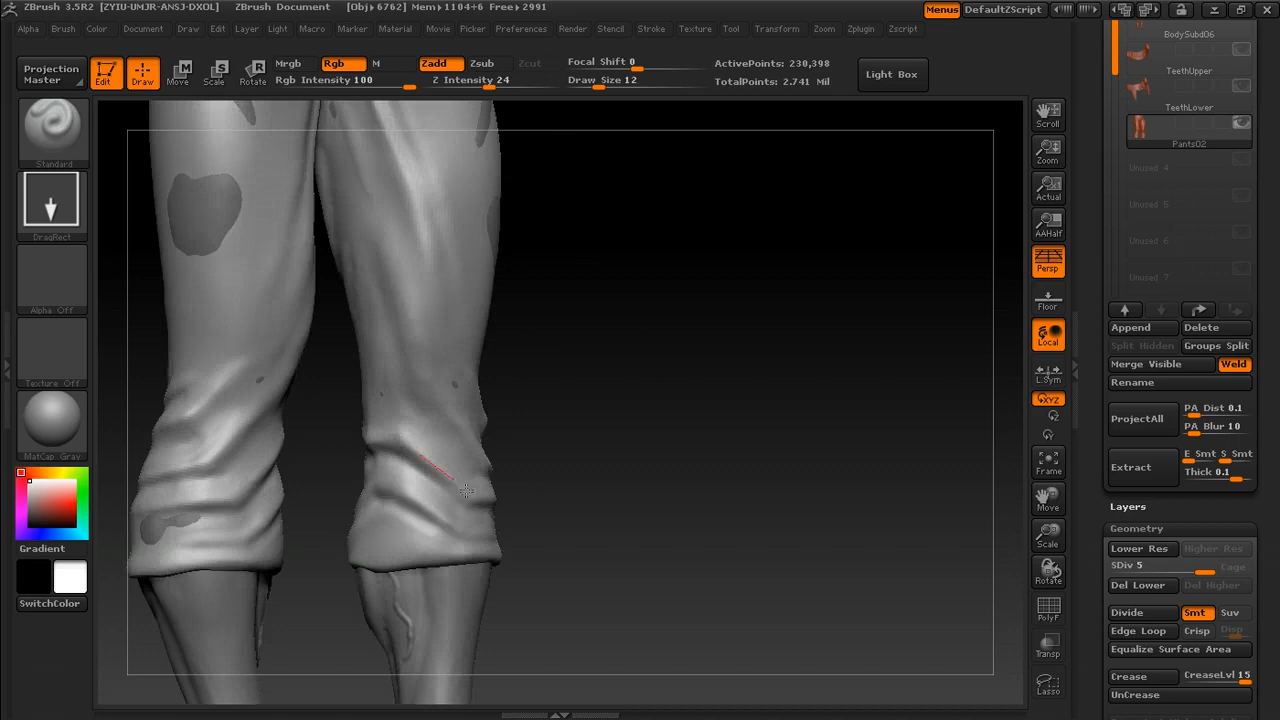 ZBrush 3.5R2 [ZYIU-UMJR-ANSJ-DXOL] ZBrush Document [Obj▸6762] Mem▸1104+6 Free▸2991
Menus DefaultZScript
Alpha Brush Color Document Draw Edit Layer Light Macro Marker Material Movie Picker Preferences Render Stencil Stroke Texture Tool Transform Zoom Zplugin Zscript
Projection Master
Edit
Draw
Move
Scale
Rotate
Mrgb Rgb M
Rgb Intensity 100
Zadd Zsub Zcut
Z Intensity 24
Focal Shift 0
Draw Size 12
ActivePoints: 230,398
TotalPoints: 2.741 Mil
Light Box
Standard
DragRect
Alpha Off
Texture Off
MatCap Gray
Gradient
SwitchColor
Scroll
Zoom
Actual
AAHalf
Persp
Floor
Local
L.Sym
XYZ
Frame
Move
Scale
Rotate
PolyF
Transp
Lasso
BodySubd06
TeethUpper
TeethLower
Pants02
Unused 4
Unused 5
Unused 6
Unused 7
Append Delete
Split Hidden Groups Split
Merge Visible Weld
Rename
ProjectAll
PA Dist 0.1
PA Blur 10
Extract
E Smt S Smt
Thick 0.1
Layers
Geometry
Lower Res Higher Res
SDiv 5 Cage
Del Lower Del Higher
Divide Smt Suv
Edge Loop Crisp Disp
Equalize Surface Area
Crease CreaseLvl 15
UnCrease